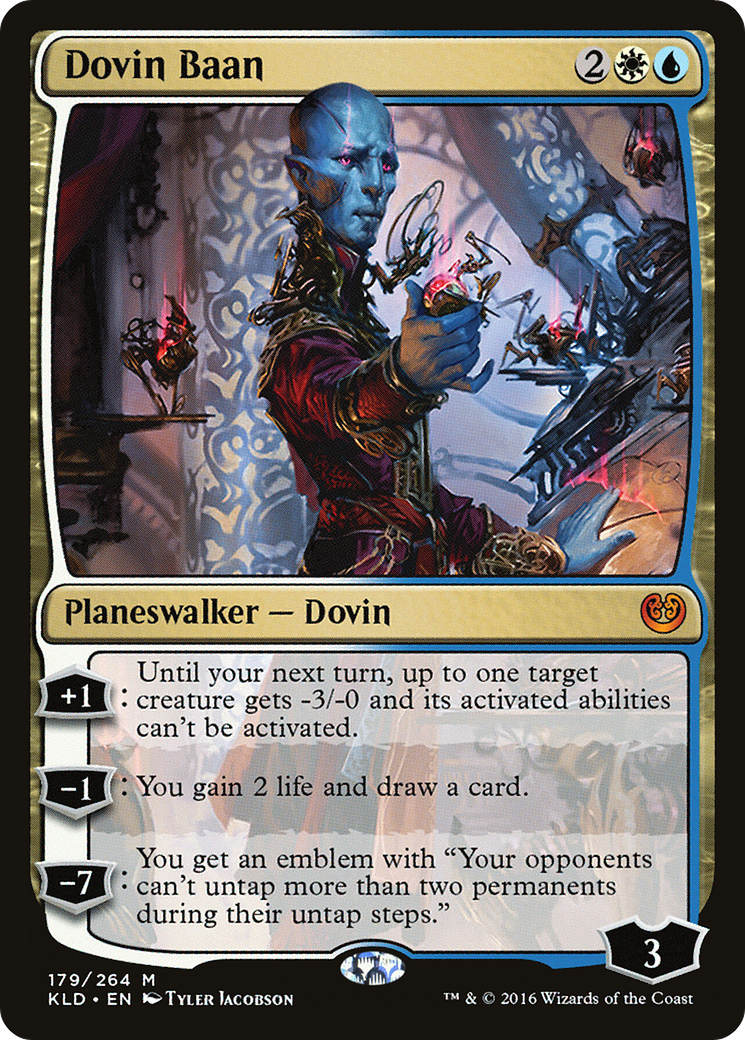 Dovin Baan 2
Planeswalker — Dovin
+1: Until your next turn, up to one target
creature gets -3/-0 and its activated abilities
can't be activated.
−1: You gain 2 life and draw a card.
−7: You get an emblem with “Your opponents
can't untap more than two permanents
during their untap steps.”
3
179/264 M
KLD • EN Tyler Jacobson
™ & © 2016 Wizards of the Coast